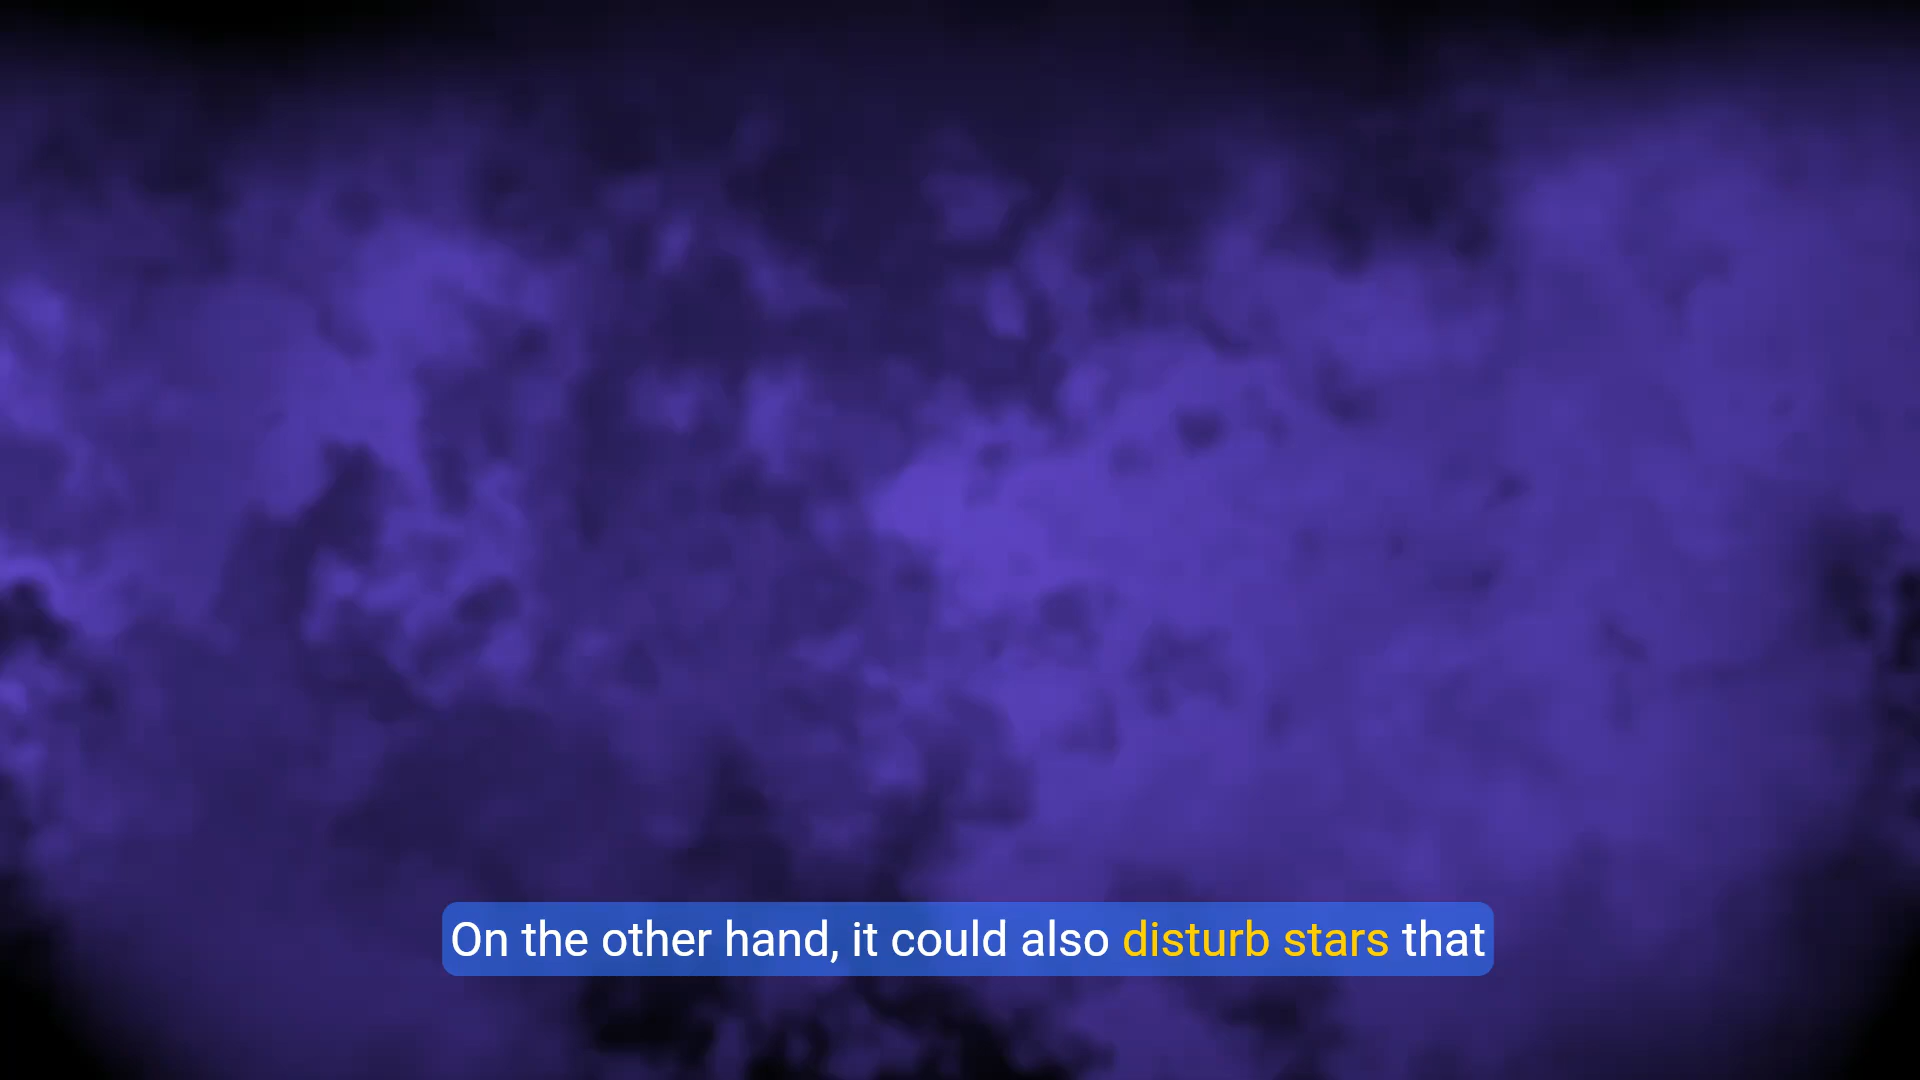 On the other hand, it could also disturb stars that